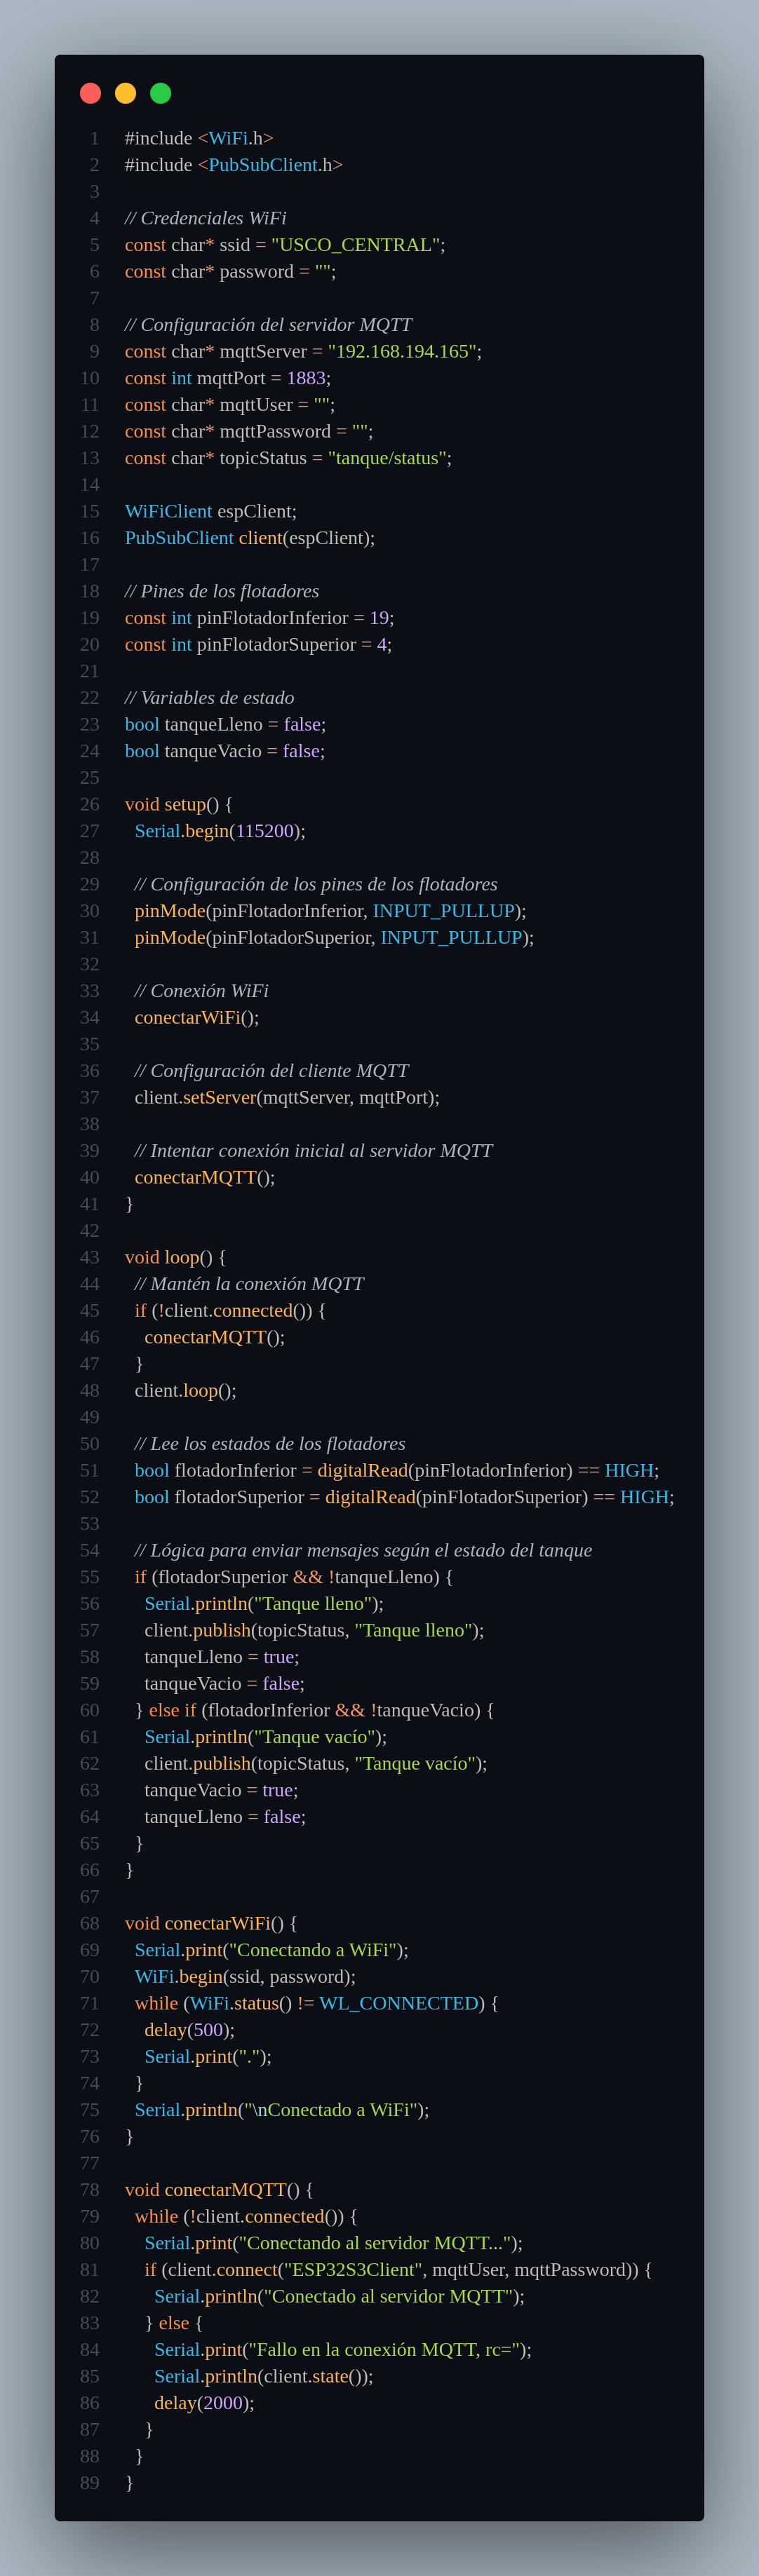 1 #include <WiFi.h>
2 #include <PubSubClient.h>
3
4 // Credenciales WiFi
5 const char* ssid = "USCO_CENTRAL";
6 const char* password = "";
7
8 // Configuración del servidor MQTT
9 const char* mqttServer = "192.168.194.165";
10 const int mqttPort = 1883;
11 const char* mqttUser = "";
12 const char* mqttPassword = "";
13 const char* topicStatus = "tanque/status";
14
15 WiFiClient espClient;
16 PubSubClient client(espClient);
17
18 // Pines de los flotadores
19 const int pinFlotadorInferior = 19;
20 const int pinFlotadorSuperior = 4;
21
22 // Variables de estado
23 bool tanqueLleno = false;
24 bool tanqueVacio = false;
25
26 void setup() {
27   Serial.begin(115200);
28
29   // Configuración de los pines de los flotadores
30   pinMode(pinFlotadorInferior, INPUT_PULLUP);
31   pinMode(pinFlotadorSuperior, INPUT_PULLUP);
32
33   // Conexión WiFi
34   conectarWiFi();
35
36   // Configuración del cliente MQTT
37   client.setServer(mqttServer, mqttPort);
38
39   // Intentar conexión inicial al servidor MQTT
40   conectarMQTT();
41 }
42
43 void loop() {
44   // Mantén la conexión MQTT
45   if (!client.connected()) {
46     conectarMQTT();
47   }
48   client.loop();
49
50   // Lee los estados de los flotadores
51   bool flotadorInferior = digitalRead(pinFlotadorInferior) == HIGH;
52   bool flotadorSuperior = digitalRead(pinFlotadorSuperior) == HIGH;
53
54   // Lógica para enviar mensajes según el estado del tanque
55   if (flotadorSuperior && !tanqueLleno) {
56     Serial.println("Tanque lleno");
57     client.publish(topicStatus, "Tanque lleno");
58     tanqueLleno = true;
59     tanqueVacio = false;
60   } else if (flotadorInferior && !tanqueVacio) {
61     Serial.println("Tanque vacío");
62     client.publish(topicStatus, "Tanque vacío");
63     tanqueVacio = true;
64     tanqueLleno = false;
65   }
66 }
67
68 void conectarWiFi() {
69   Serial.print("Conectando a WiFi");
70   WiFi.begin(ssid, password);
71   while (WiFi.status() != WL_CONNECTED) {
72     delay(500);
73     Serial.print(".");
74   }
75   Serial.println("\nConectado a WiFi");
76 }
77
78 void conectarMQTT() {
79   while (!client.connected()) {
80     Serial.print("Conectando al servidor MQTT...");
81     if (client.connect("ESP32S3Client", mqttUser, mqttPassword)) {
82       Serial.println("Conectado al servidor MQTT");
83     } else {
84       Serial.print("Fallo en la conexión MQTT, rc=");
85       Serial.println(client.state());
86       delay(2000);
87     }
88   }
89 }